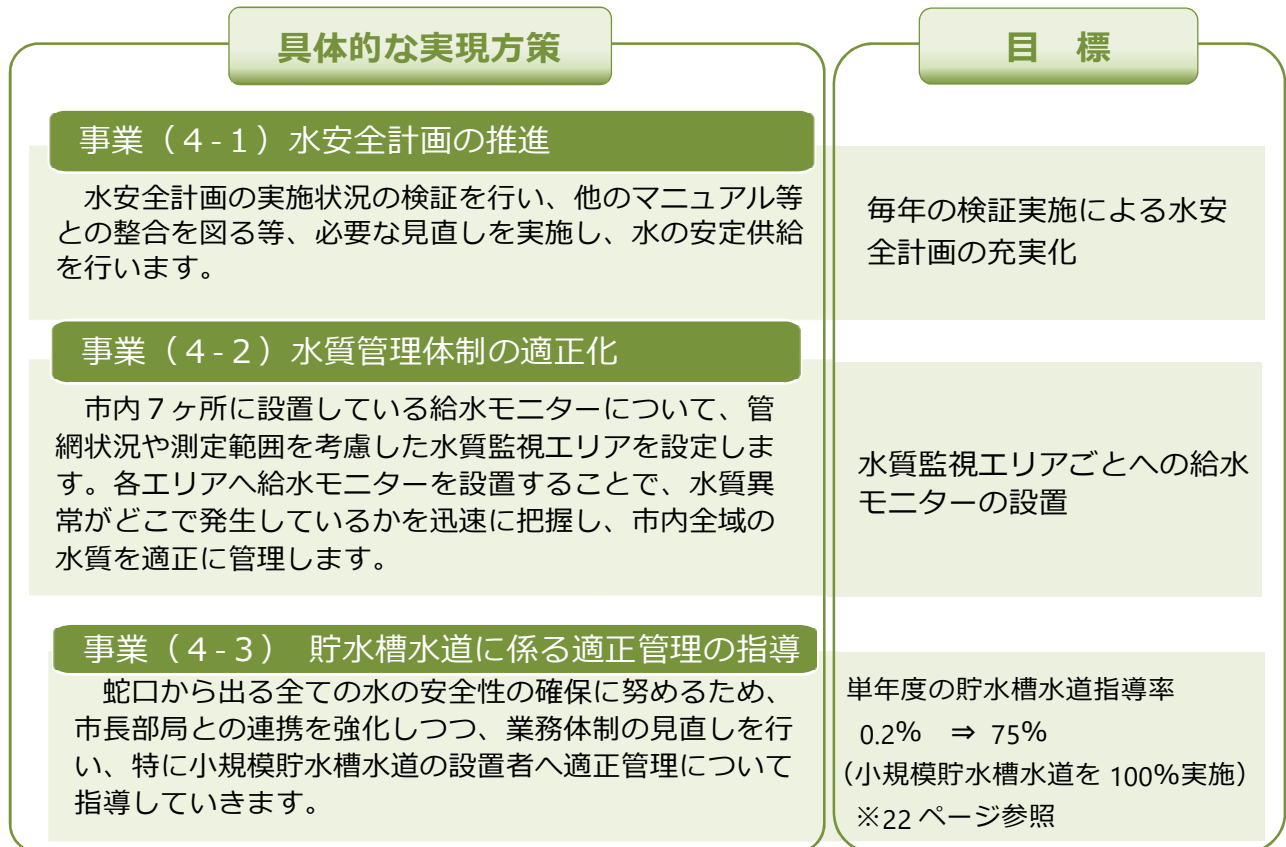 具体的な実現方策
目　標
事業（４-１）水安全計画の推進
水安全計画の実施状況の検証を行い、他のマニュアル等
との整合を図る等、必要な見直しを実施し、水の安定供給
を行います。
毎年の検証実施による水安
全計画の充実化
事業（４-２）水質管理体制の適正化
市内７ヶ所に設置している給水モニターについて、管
網状況や測定範囲を考慮した水質監視エリアを設定しま
す。各エリアへ給水モニターを設置することで、水質異
常がどこで発生しているかを迅速に把握し、市内全域の
水質を適正に管理します。
水質監視エリアごとへの給水
モニターの設置
事業（４-３）　貯水槽水道に係る適正管理の指導
蛇口から出る全ての水の安全性の確保に努めるため、
市長部局との連携を強化しつつ、業務体制の見直しを行
い、特に小規模貯水槽水道の設置者へ適正管理について
指導していきます。
単年度の貯水槽水道指導率
0.2%　⇒ 75%
（小規模貯水槽水道を 100%実施）
※22 ページ参照